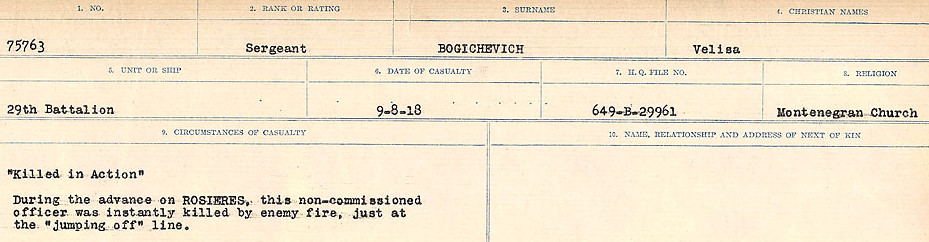 1. NO. 2. RANK OR RATING 3. SURNAME 4. CHRISTIAN NAMES
75763 Sergeant BOGICHEVICH Velisa
5. UNIT OR SHIP 6. DATE OF CASUALTY 7. H.Q. FILE NO. 8. RELIGION
29th Battalion 9-8-18 649-B-29961 Montenegran Church
9. CIRCUMSTANCES OF CASUALTY 10. NAME, RELATIONSHIP AND ADDRESS OF NEXT OF KIN
"Killed in Action"
During the advance on ROSIERES, this non-commissioned
officer was instantly killed by enemy fire, just at
the "jumping off" line.